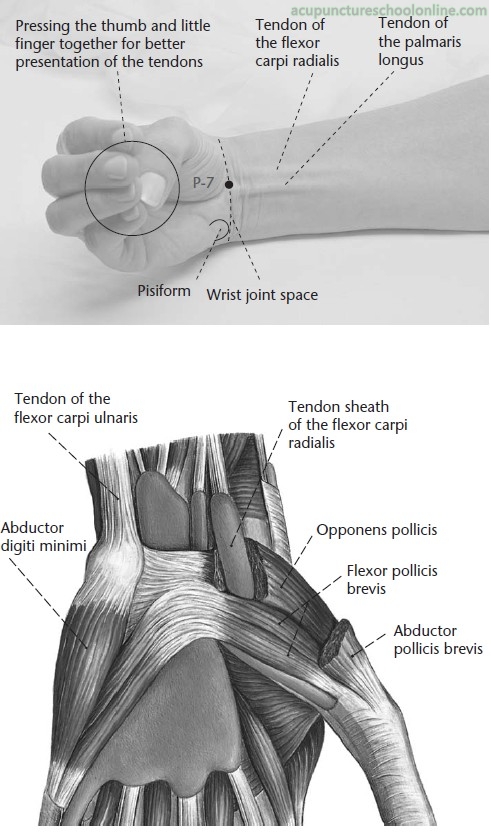 acupunctureschoolonline.com
Pressing the thumb and little
finger together for better
presentation of the tendons
Tendon of
the flexor
carpi radialis
Tendon of
the palmaris
longus
P-7
Pisiform
Wrist joint space
Tendon of the
flexor carpi ulnaris
Tendon sheath
of the flexor carpi
radialis
Abductor
digiti minimi
Opponens pollicis
Flexor pollicis
brevis
Abductor
pollicis brevis